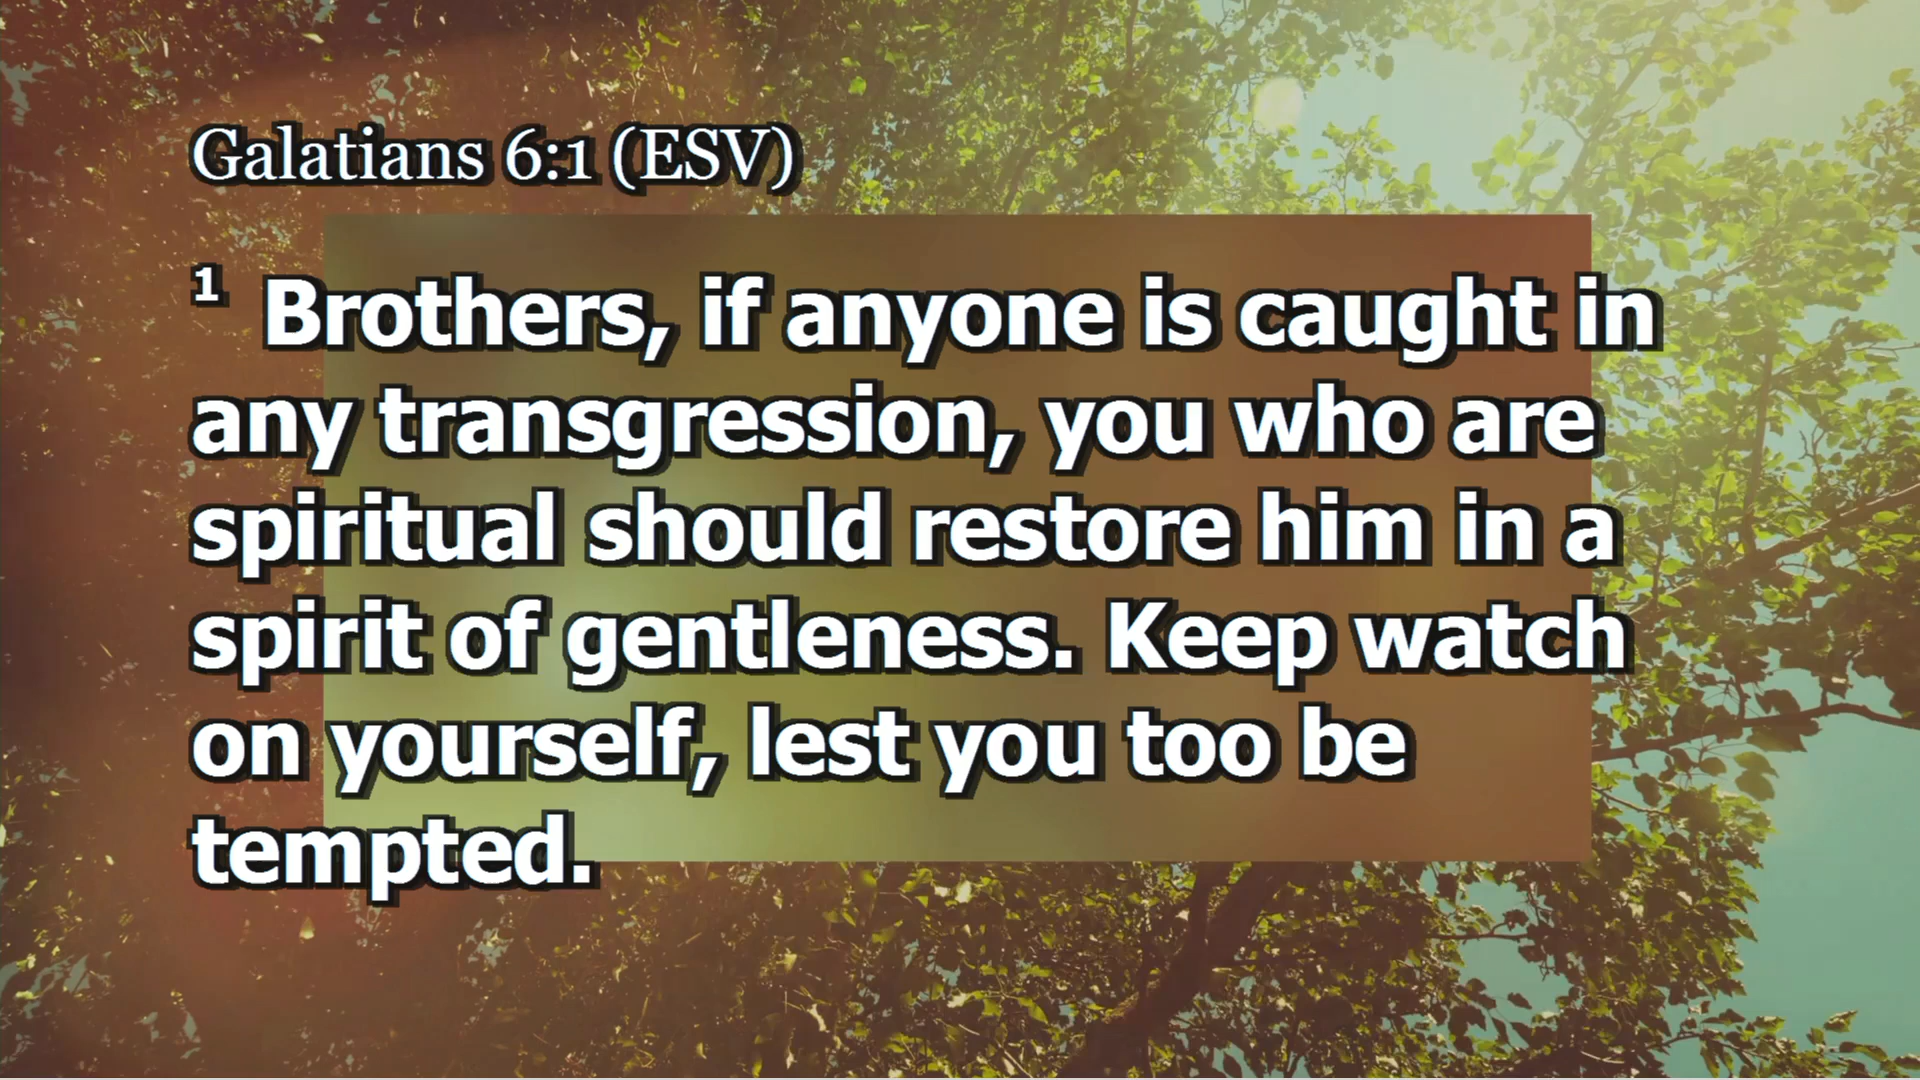 Galatians 6:1 (ESV)
1 Brothers, if anyone is caught in
any transgression, you who are
spiritual should restore him in a
spirit of gentleness. Keep watch
on yourself, lest you too be
tempted.